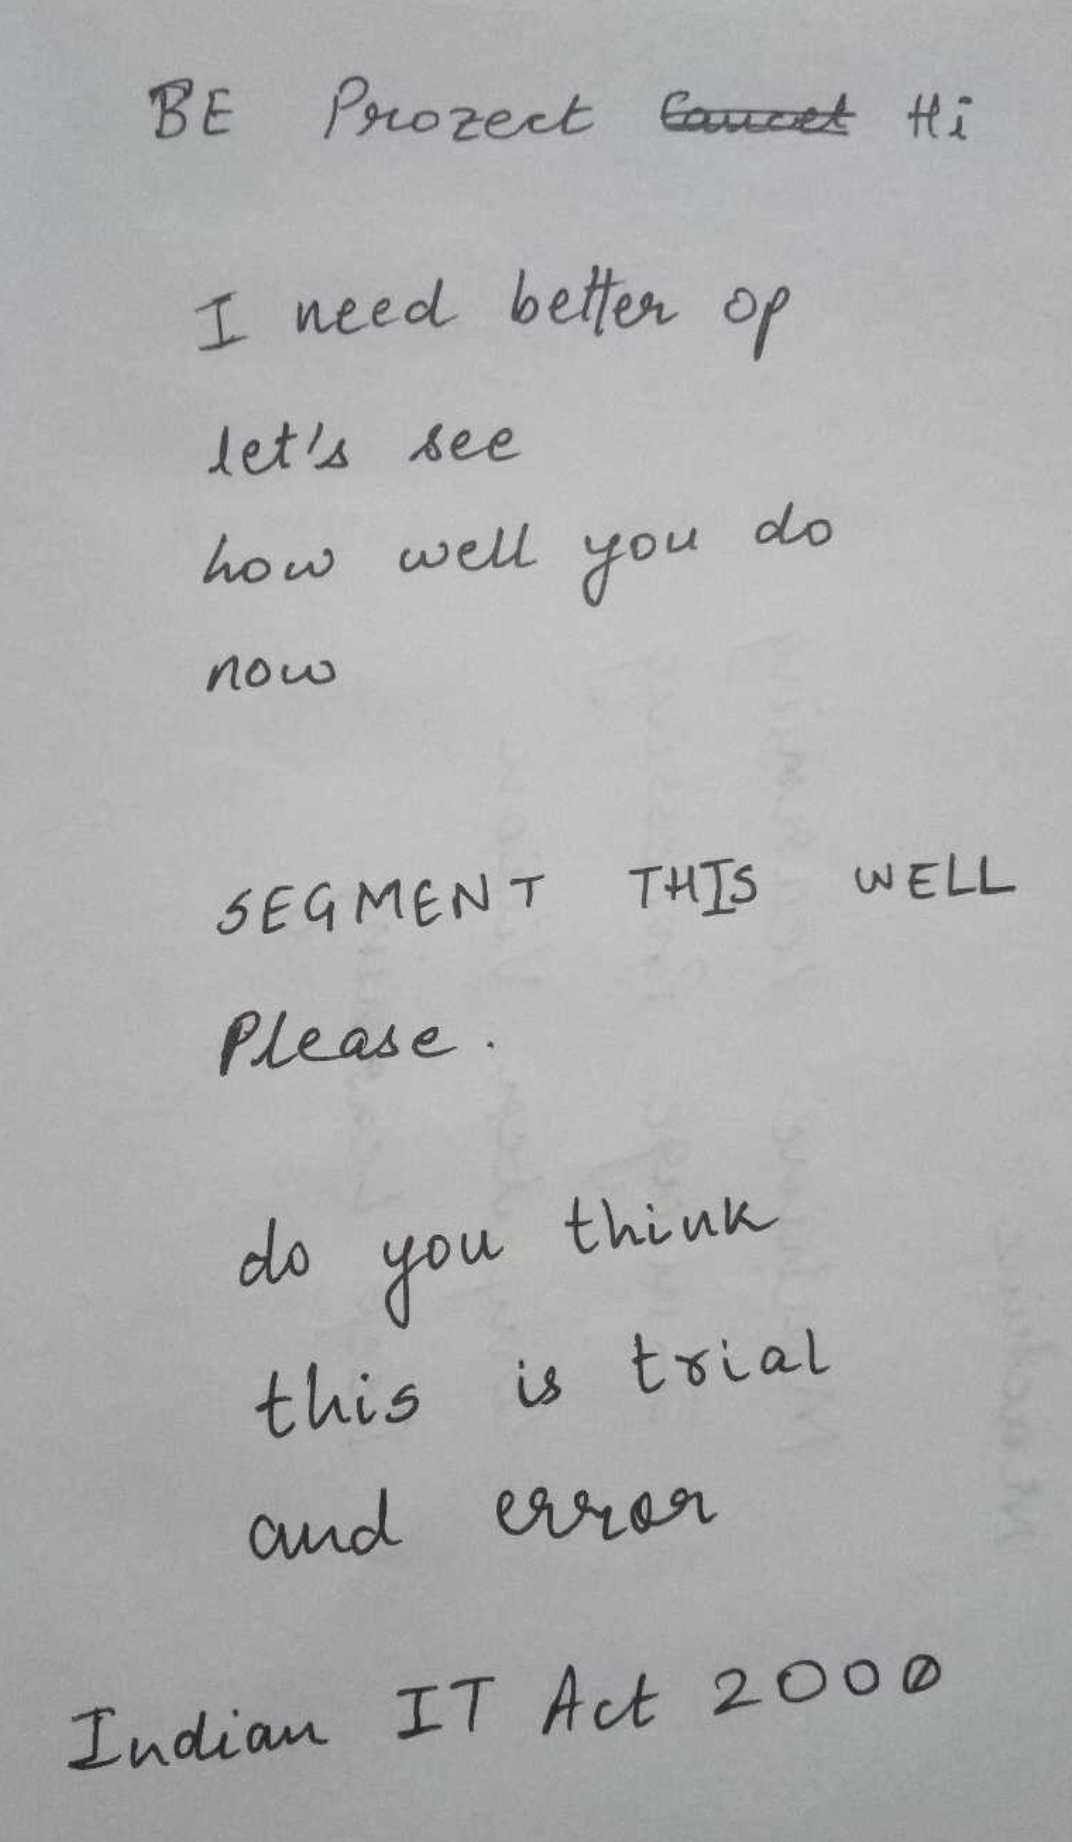 BE Prozect Hi
I need better op
let's see
how well you do
now
SEGMENT THIS WELL
Please.
do you think
this is trial
and error
Indian IT Act 2000